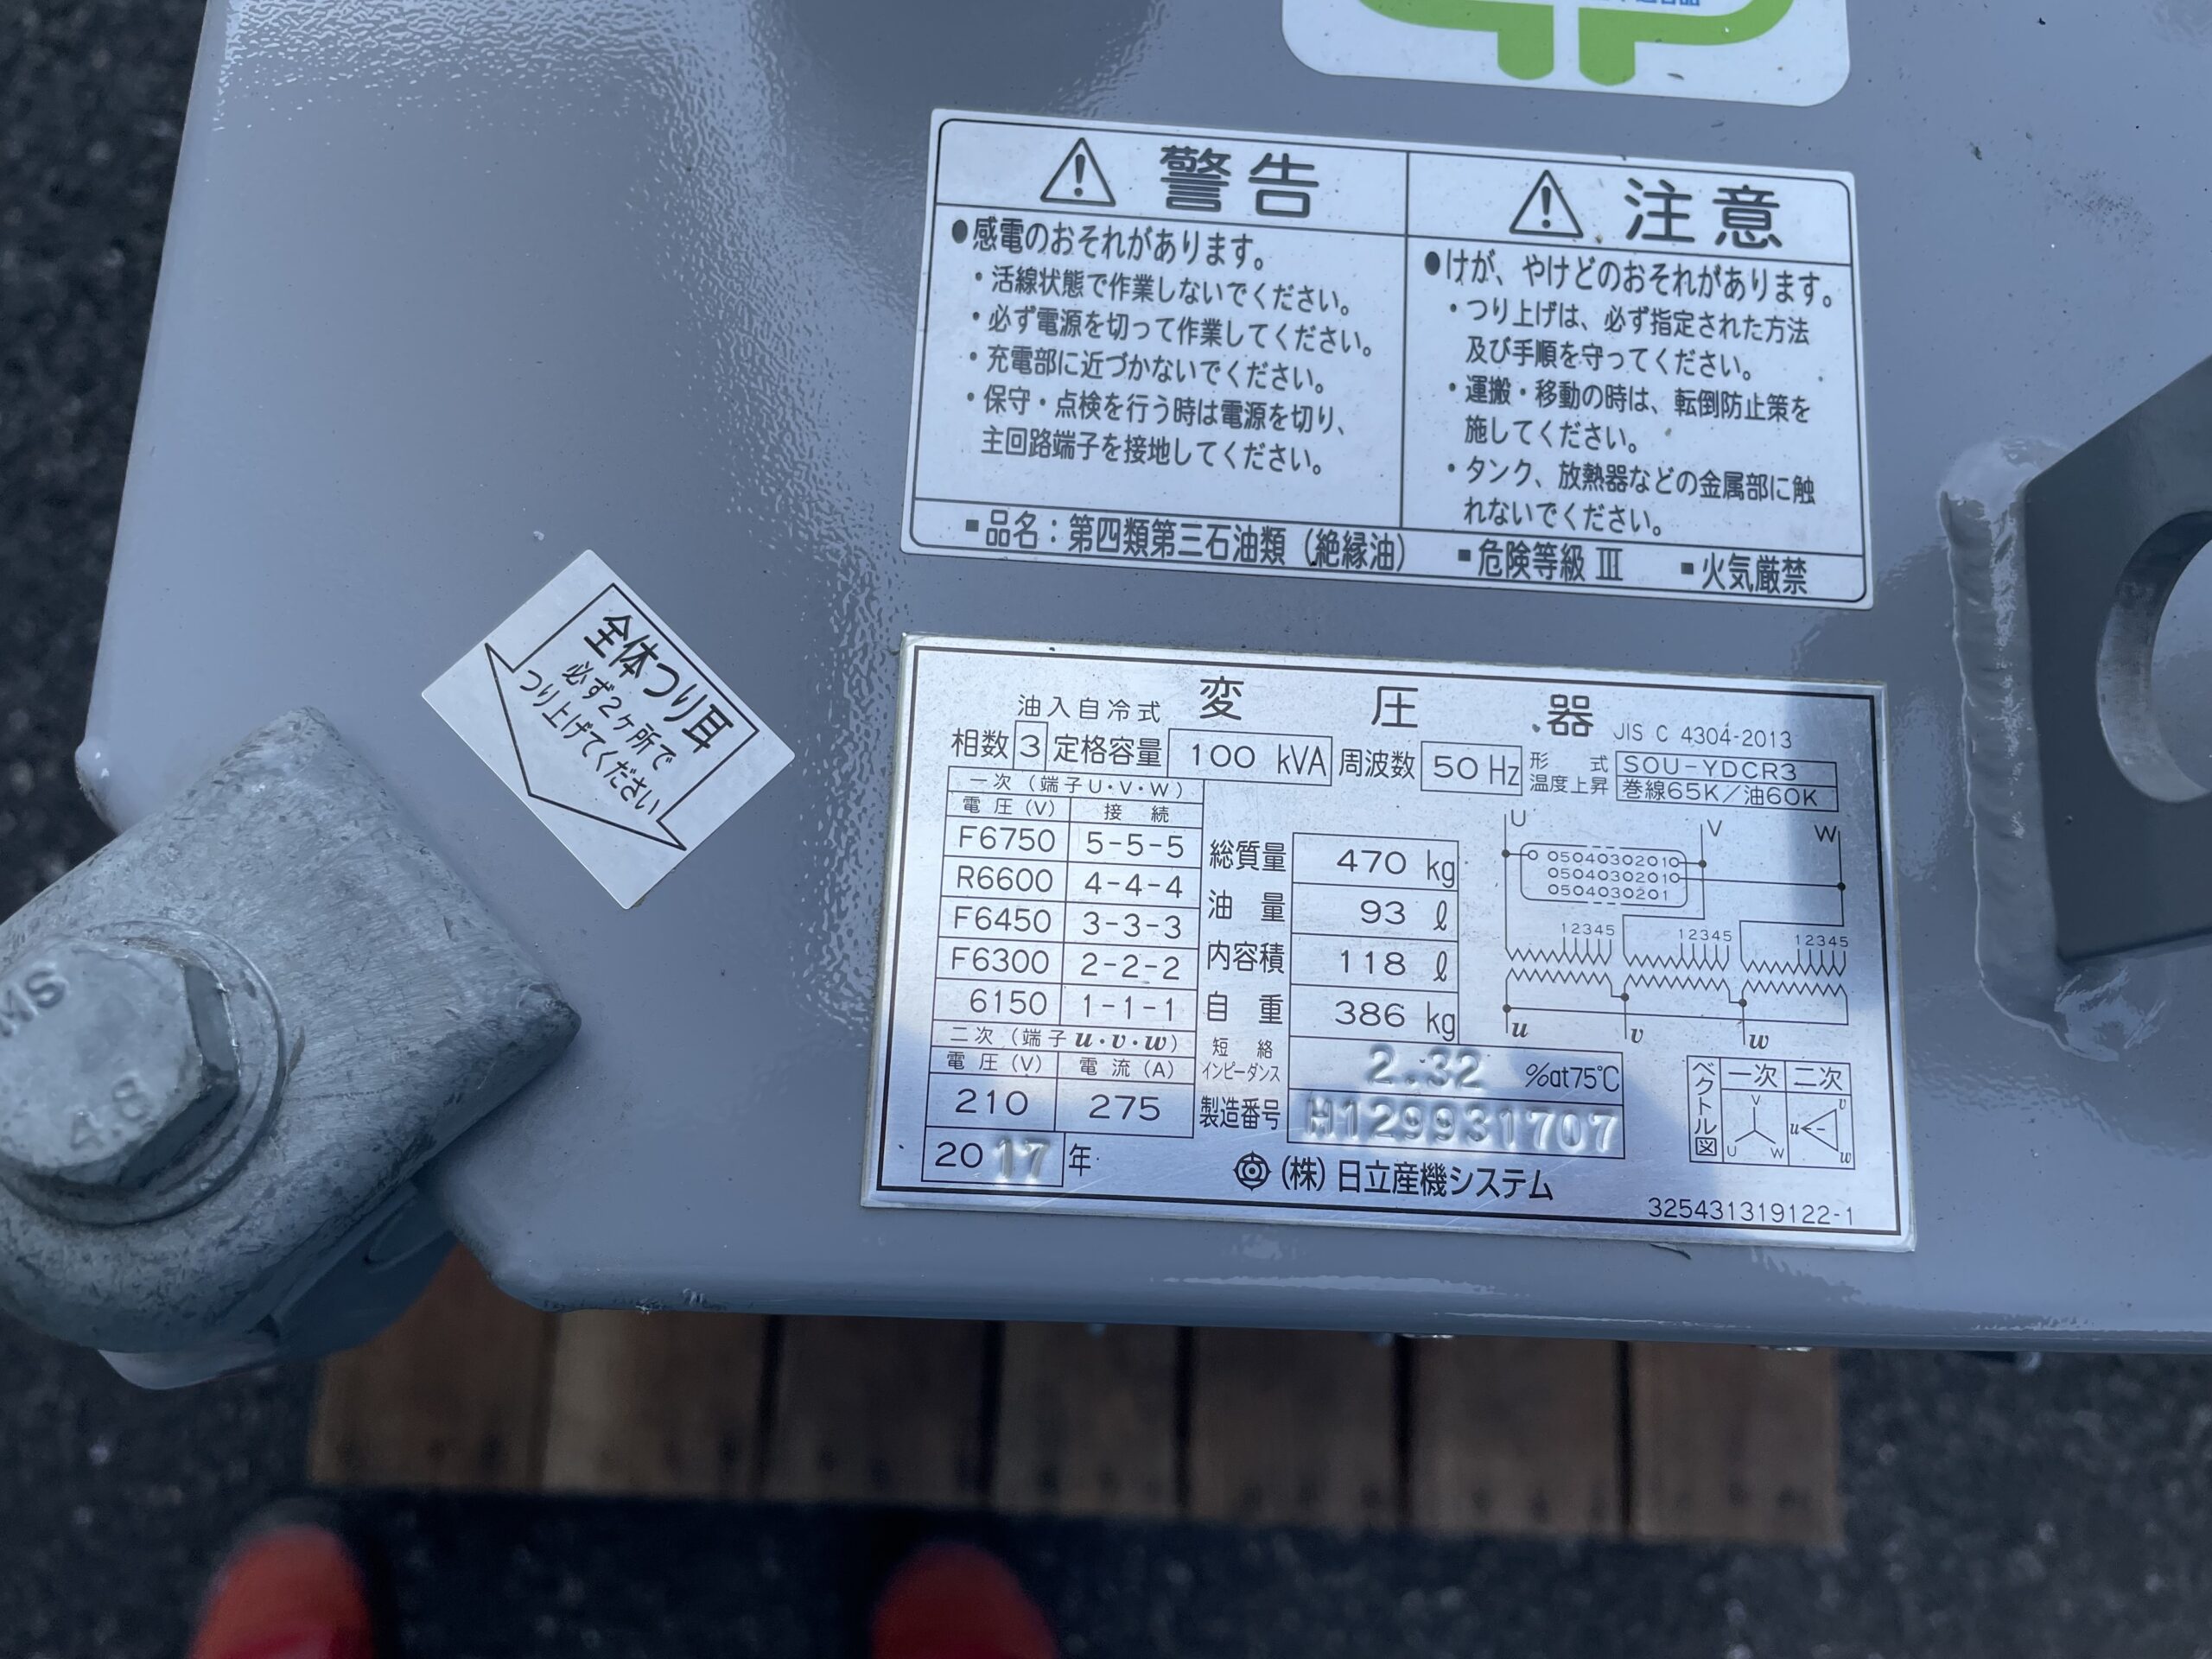 警告
●感電のおそれがあります。
・活線状態で作業しないでください。
・必ず電源を切って作業してください。
・充電部に近づかないでください。
・保守・点検を行う時は電源を切り、
主回路端子を接地してください。
注意
●けが、やけどのおそれがあります。
・つり上げは、必ず指定された方法
及び手順を守ってください。
・運搬・移動の時は、転倒防止策を
施してください。
・タンク、放熱器などの金属部に触
れないでください。
■品名：第四類第三石油類（絶縁油） ■危険等級Ⅲ ■火気厳禁
全体つり耳
必ず2ヶ所で
つり上げてください
油入自冷式 変圧器 JIS C 4304-2013
相数 3 定格容量 100 kVA 周波数 50 Hz 形式 SOU-YDCR3
温度上昇 巻線65K／油60K
一次（端子U・V・W）
電圧(V) 接続
F6750 5-5-5
R6600 4-4-4
F6450 3-3-3
F6300 2-2-2
6150 1-1-1
二次（端子u・v・w）
電圧(V) 電流(A)
210 275
2017年
総質量 470 kg
油量 93 ℓ
内容積 118 ℓ
自重 386 kg
短絡インピーダンス 2.32 %at75℃
製造番号 H129931707
U V W
O5O4O3O2O1O
O5O4O3O2O1O
O5O4O3O2O1
12345 12345 12345
u v w
ベクトル図 一次 二次
V v
u
U W w
(株)日立産機システム
325431319122-1
MS
4.8